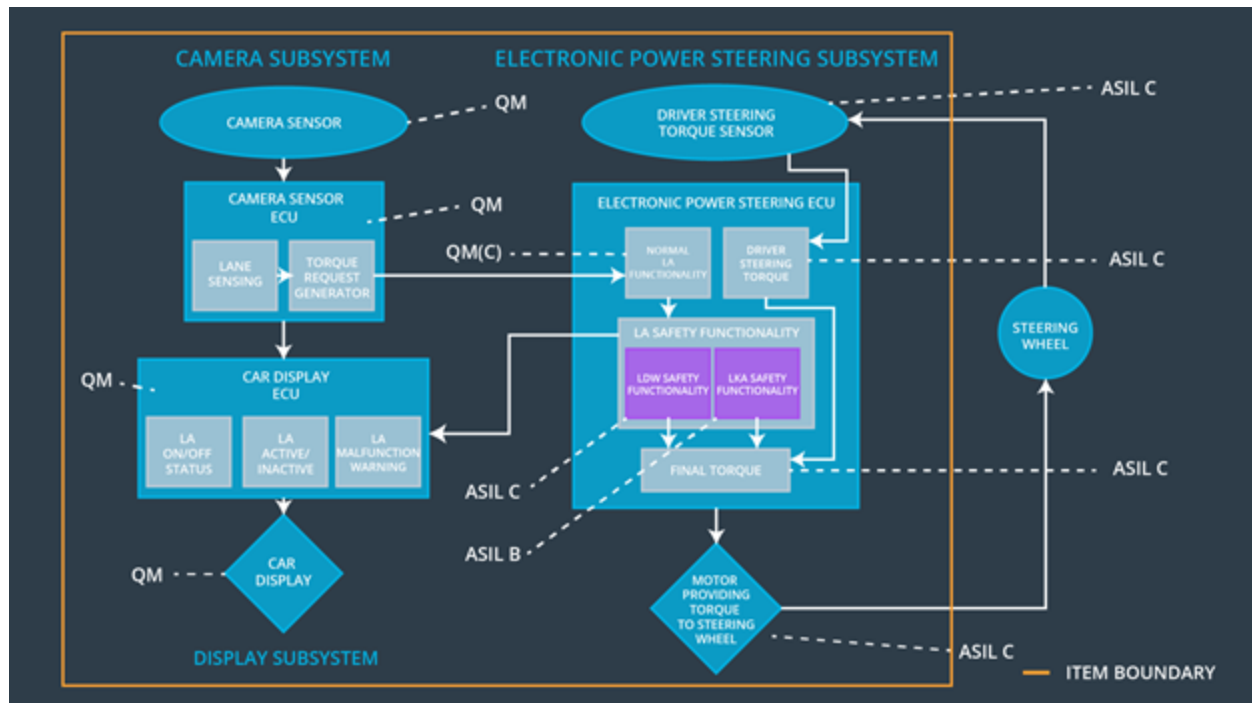 CAMERA SUBSYSTEM
ELECTRONIC POWER STEERING SUBSYSTEM
CAMERA SENSOR
QM
DRIVER STEERING
TORQUE SENSOR
ASIL C
CAMERA SENSOR
ECU
QM
LANE
SENSING
TORQUE
REQUEST
GENERATOR
QM(C)
ELECTRONIC POWER STEERING ECU
NORMAL
LA
FUNCTIONALITY
DRIVER
STEERING
TORQUE
ASIL C
LA SAFETY FUNCTIONALITY
LDW SAFETY
FUNCTIONALITY
LKA SAFETY
FUNCTIONALITY
STEERING
WHEEL
QM
CAR DISPLAY
ECU
LA
ON/OFF
STATUS
LA
ACTIVE/
INACTIVE
LA
MALFUNCTION
WARNING
FINAL TORQUE
ASIL C
ASIL C
ASIL B
QM
CAR
DISPLAY
MOTOR
PROVIDING
TORQUE
TO STEERING
WHEEL
ASIL C
DISPLAY SUBSYSTEM
ITEM BOUNDARY